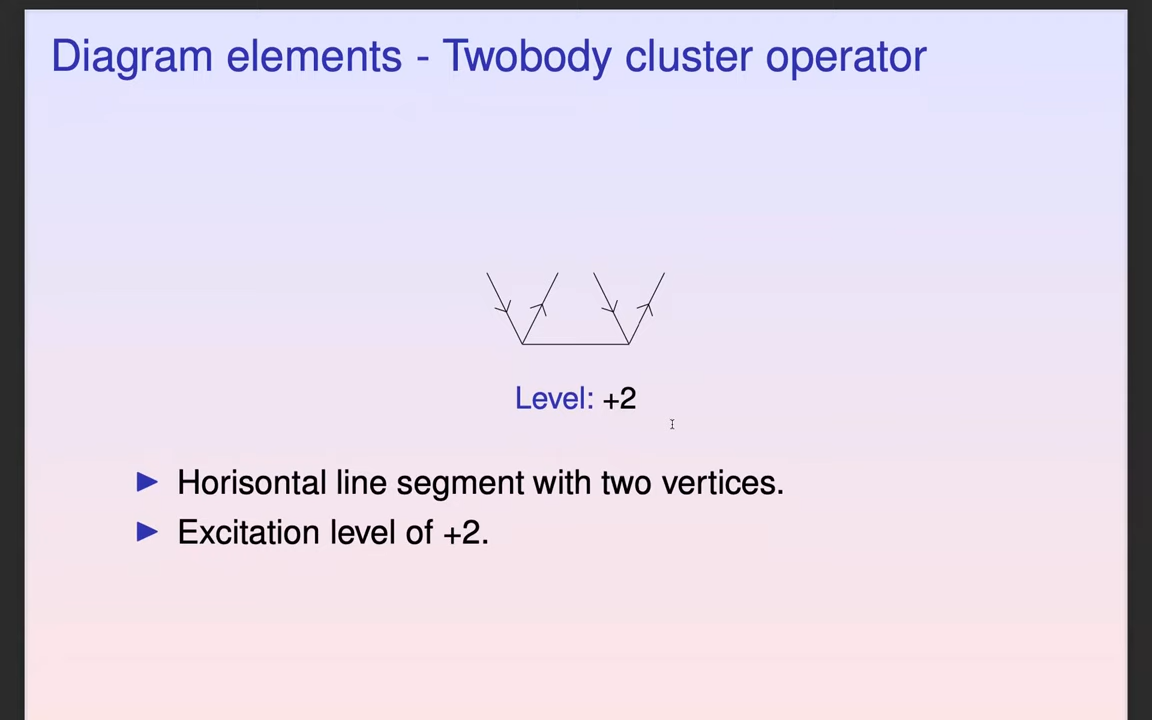 Diagram elements - Twobody cluster operator
Level: +2
Horisontal line segment with two vertices.
Excitation level of +2.